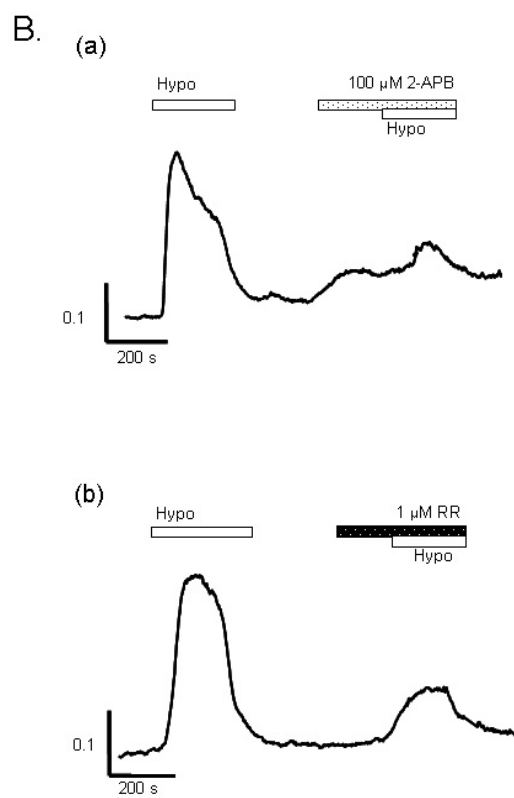 B.
(a)
Hypo
100 µM 2-APB
Hypo
0.1
200 s
(b)
Hypo
1 µM RR
Hypo
0.1
200 s